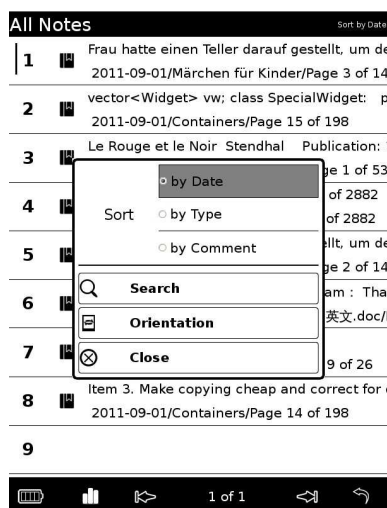 All Notes
Sort by Date
1
Frau hatte einen Teller darauf gestellt, um de
2011-09-01/Märchen für Kinder/Page 3 of 14
2
vector<Widget> vw; class SpecialWidget: p
2011-09-01/Containers/Page 15 of 198
3
Le Rouge et le Noir Stendhal Publication:
ge 1 of 53
4
of 2882
of 2882
5
ellt, um de
ge 2 of 14
6
am : Tha
英文.doc/
7
9 of 26
8
Item 3. Make copying cheap and correct for
2011-09-01/Containers/Page 14 of 198
9
Sort
by Date
by Type
by Comment
Search
Orientation
Close
1 of 1